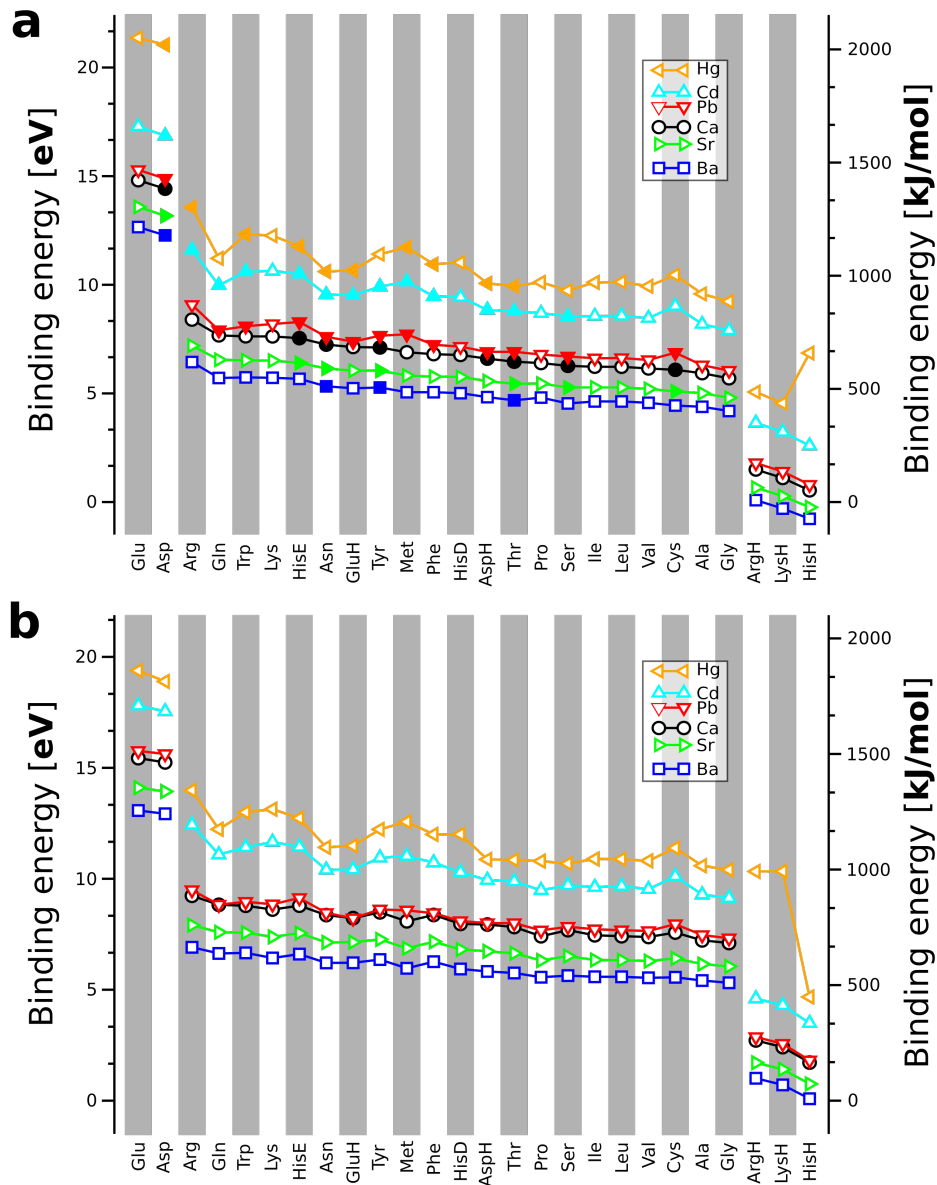 a
Binding energy [eV]
20
15
10
5
0
Hg
Cd
Pb
Ca
Sr
Ba
2000
1500
1000
500
0
Binding energy [kJ/mol]
Glu Asp Arg Gln Trp Lys HisE Asn GluH Tyr Met Phe HisD AspH Thr Pro Ser Ile Leu Val Cys Ala Gly ArgH LysH HisH
b
Binding energy [eV]
20
15
10
5
0
Hg
Cd
Pb
Ca
Sr
Ba
2000
1500
1000
500
0
Binding energy [kJ/mol]
Glu Asp Arg Gln Trp Lys HisE Asn GluH Tyr Met Phe HisD AspH Thr Pro Ser Ile Leu Val Cys Ala Gly ArgH LysH HisH